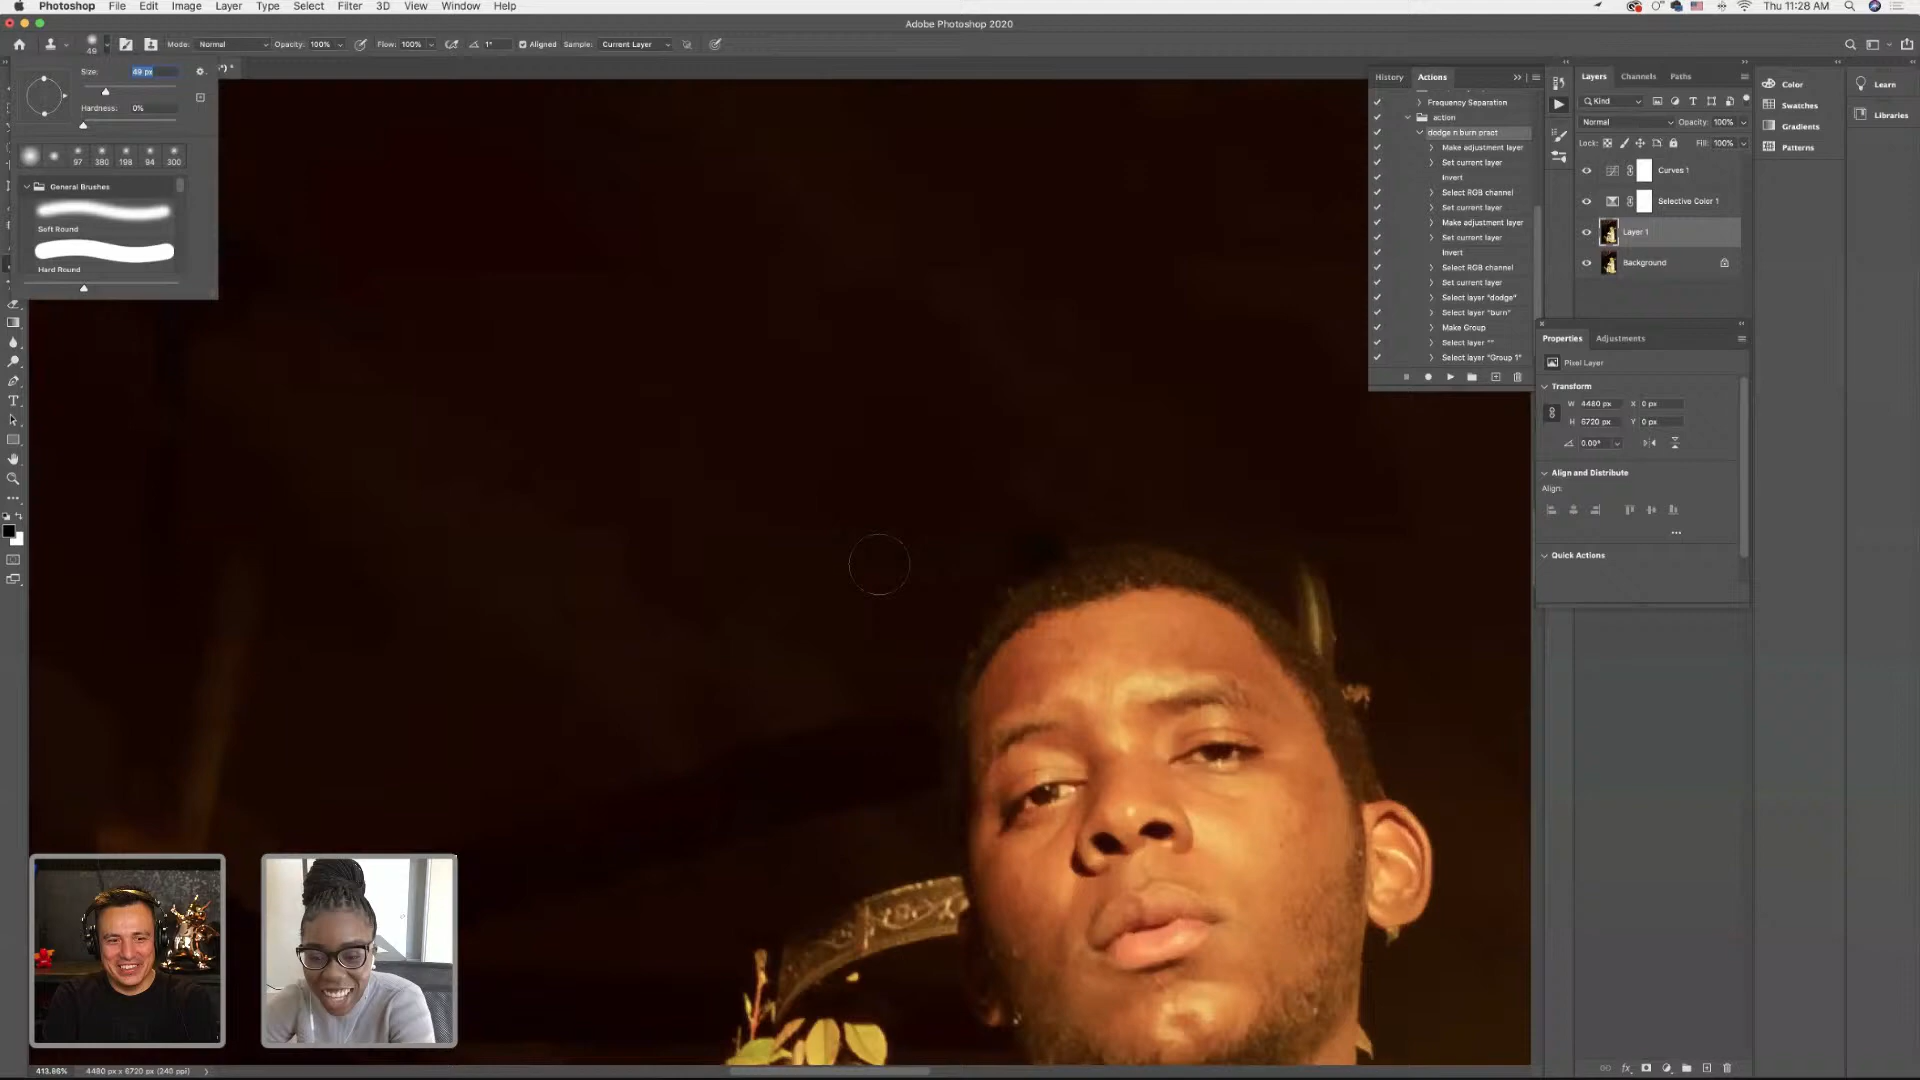 Photoshop File Edit Image Layer Type Select Filter 3D View Window Help Thu 11:28 AM
Adobe Photoshop 2020
49 Mode: Normal Opacity: 100% Flow: 100% 1° Aligned Sample: Current Layer
Size: 49 px
Hardness: 0%
97 380 198 94 300
General Brushes
Soft Round
Hard Round
History Actions
Frequency Separation
action
dodge n burn pract
Make adjustment layer
Set current layer
Invert
Select RGB channel
Set current layer
Make adjustment layer
Set current layer
Invert
Select RGB channel
Set current layer
Select layer "dodge"
Select layer "burn"
Make Group
Select layer ""
Select layer "Group 1"
Layers Channels Paths
Kind
Normal Opacity: 100%
Lock: Fill: 100%
Curves 1
Selective Color 1
Layer 1
Background
Properties Adjustments
Pixel Layer
Transform
W 4480 px X 0 px
H 6720 px Y 0 px
0.00°
Align and Distribute
Align:
Quick Actions
Color
Swatches
Gradients
Patterns
Learn
Libraries
413.86% 4480 px x 6720 px (240 ppi)